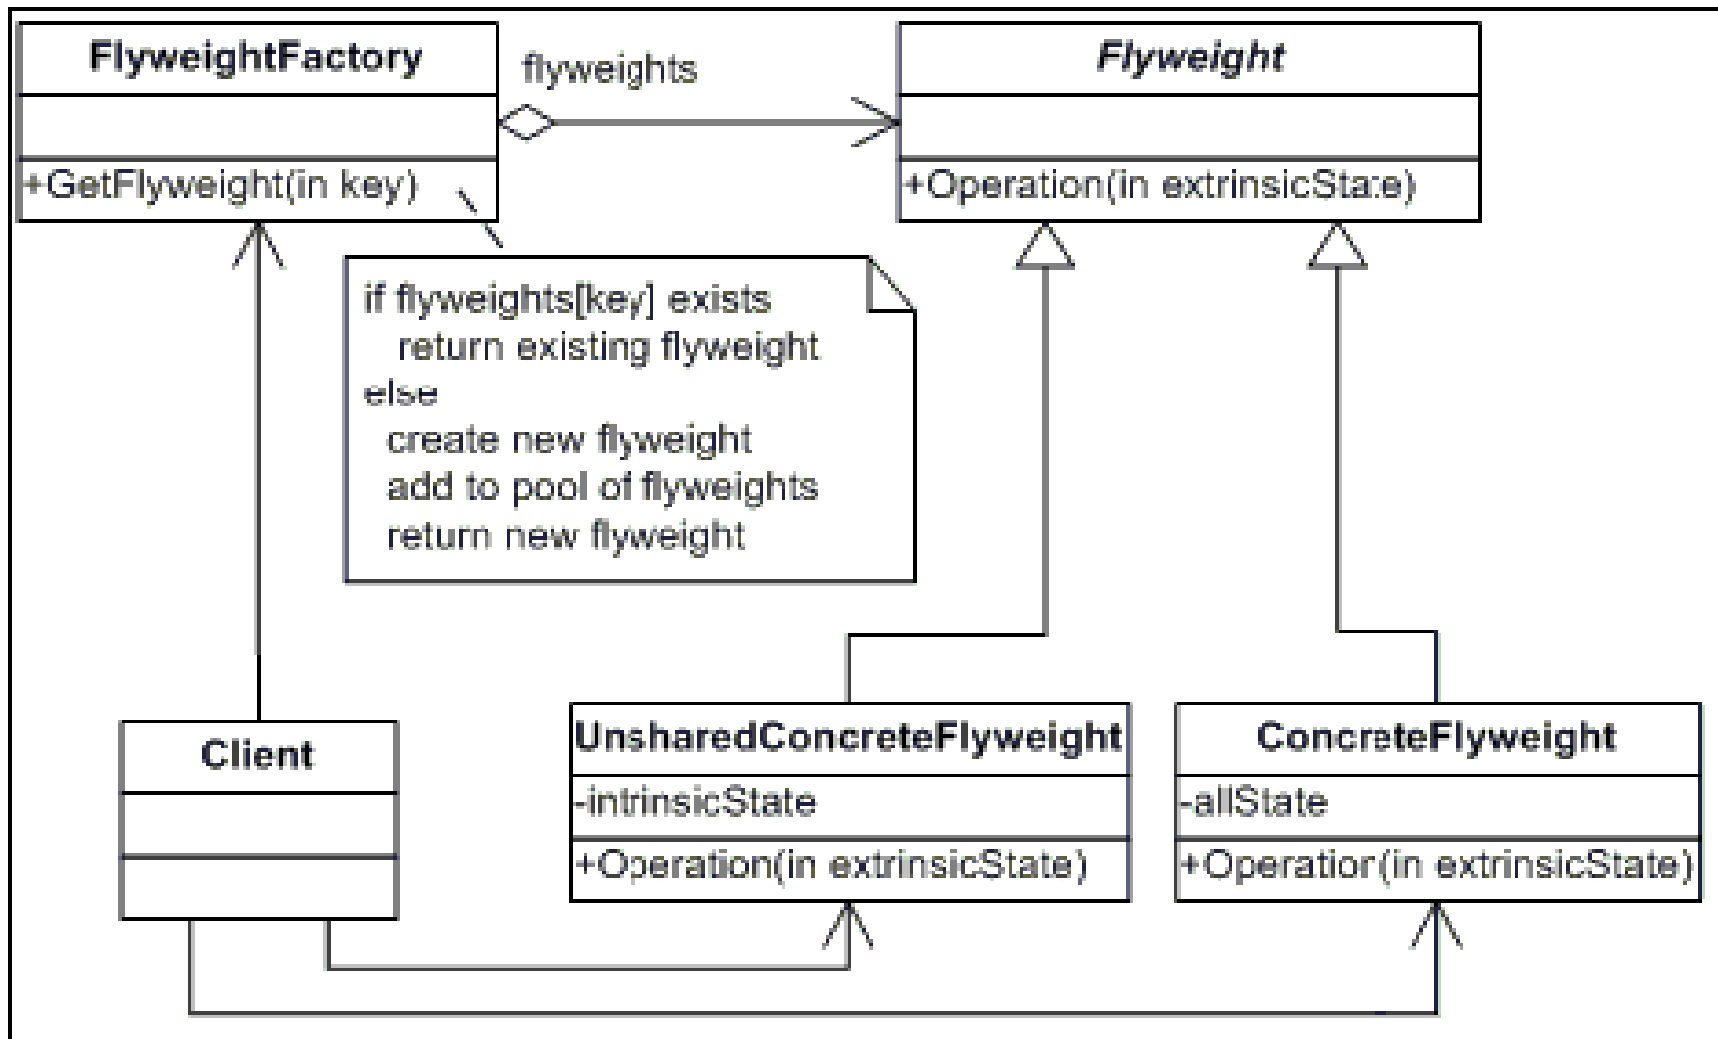 FlyweightFactory
+GetFlyweight(in key)
flyweights
Flyweight
+Operation(in extrinsicState)
if flyweights[key] exists
return existing flyweight
else
create new flyweight
add to pool of flyweights
return new flyweight
Client
UnsharedConcreteFlyweight
-intrinsicState
+Operation(in extrinsicState)
ConcreteFlyweight
-allState
+Operatior(in extrinsicState)